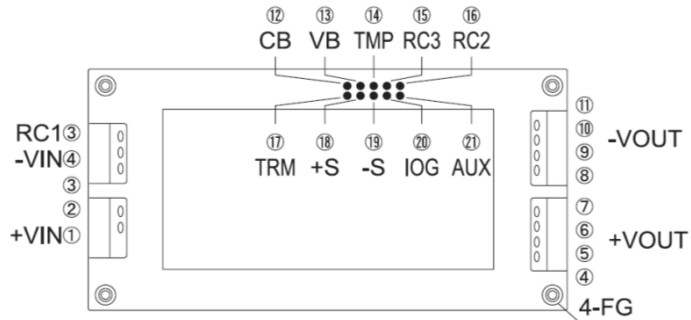 ⑫ ⑬ ⑭ ⑮ ⑯
CB VB TMP RC3 RC2
⑪
RC1③ ⑩ -VOUT
-VIN④ ⑨
③ ⑧
⑰ ⑱ ⑲ ⑳ ㉑
TRM +S -S IOG AUX
② ⑦
+VIN① ⑥ +VOUT
⑤
④
4-FG